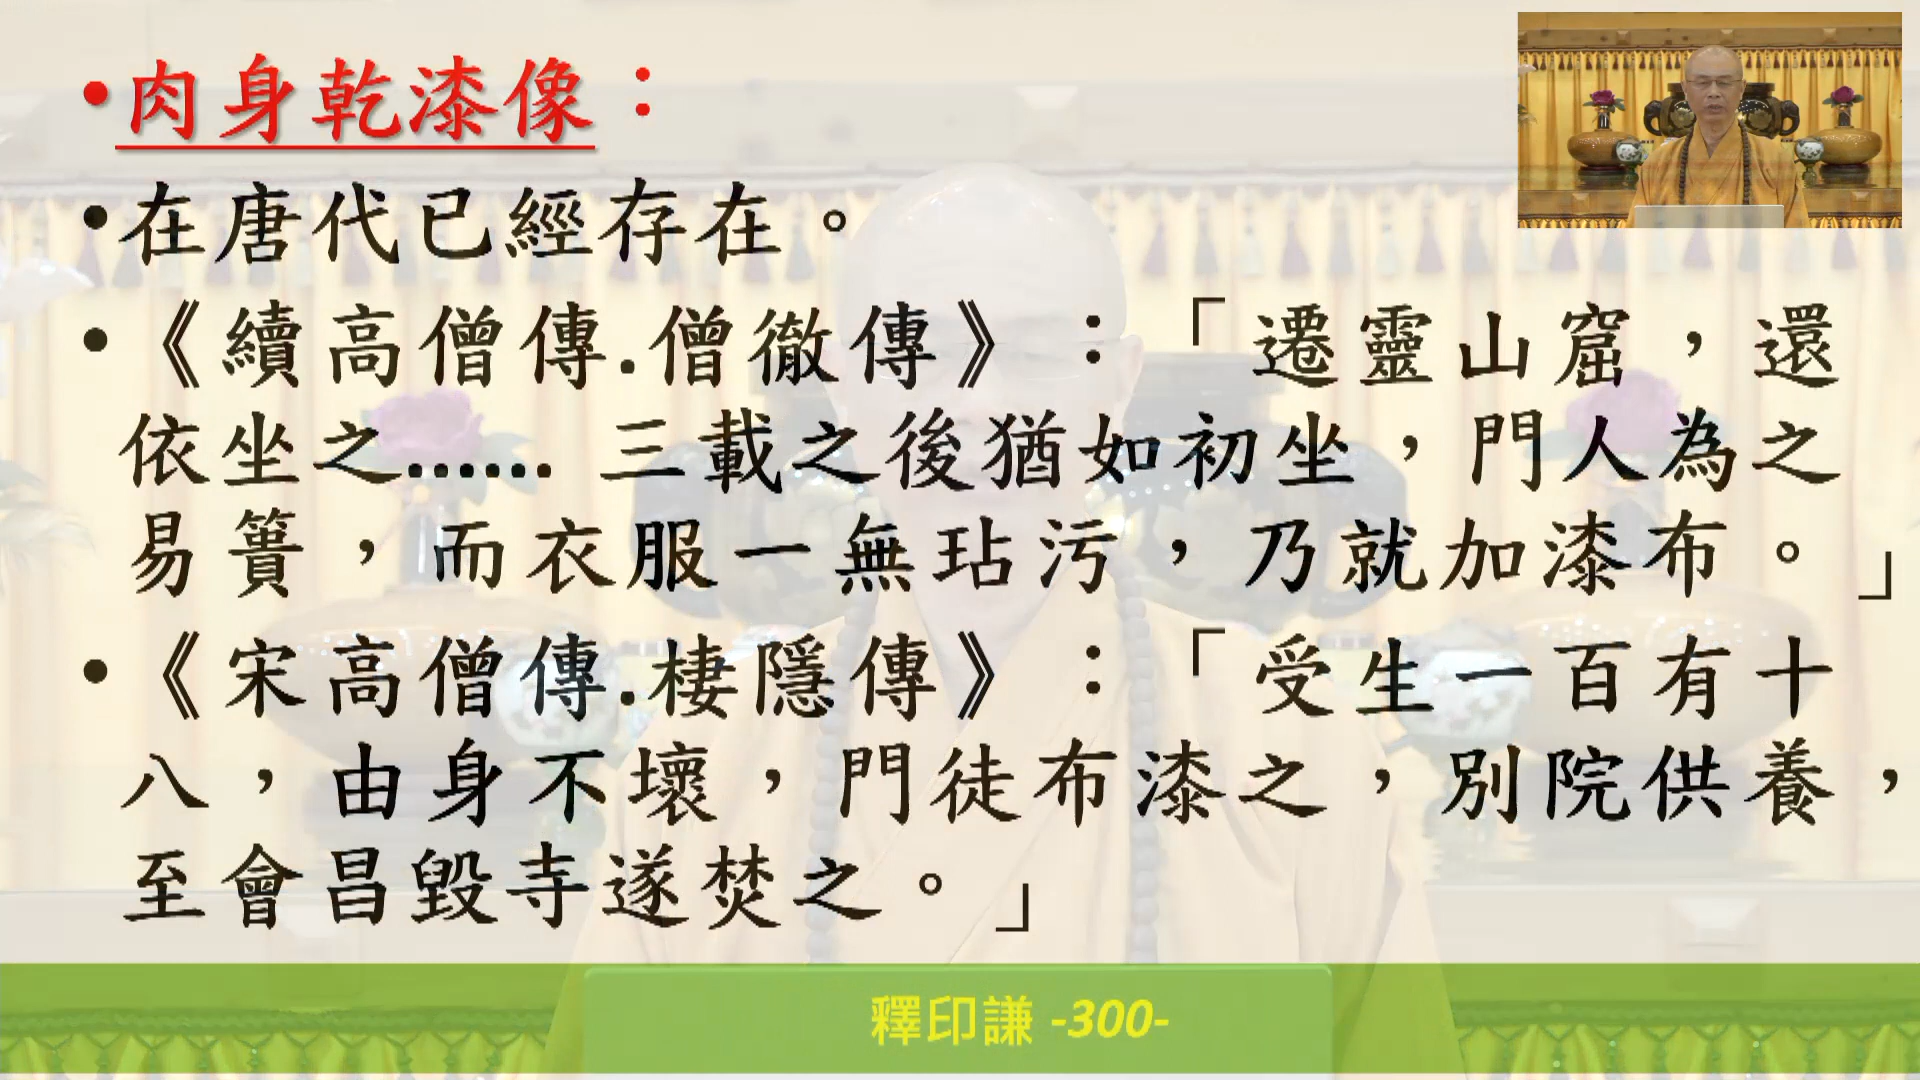 •肉身乾漆像：
•在唐代已經存在。
•《續高僧傳.僧徹傳》：「遷靈山窟，還
依坐之…… 三載之後猶如初坐，門人為之
易簣，而衣服一無玷污，乃就加漆布。」
•《宋高僧傳.棲隱傳》：「受生一百有十
八，由身不壞，門徒布漆之，別院供養，
至會昌毀寺遂焚之。」
釋印謙 -300-